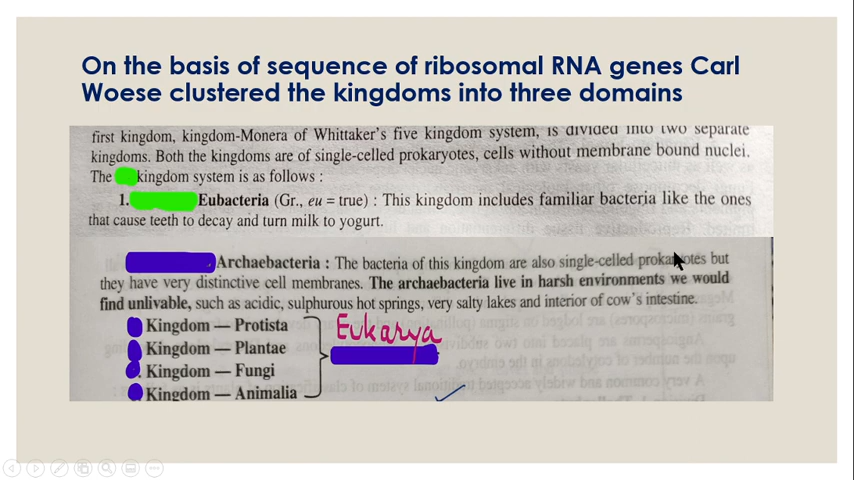 On the basis of sequence of ribosomal RNA genes Carl
Woese clustered the kingdoms into three domains
first kingdom, kingdom-Monera of Whittaker's five kingdom system, is divided into two separate
kingdoms. Both the kingdoms are of single-celled prokaryotes, cells without membrane bound nuclei.
The kingdom system is as follows :
1. Eubacteria (Gr., eu = true) : This kingdom includes familiar bacteria like the ones
that cause teeth to decay and turn milk to yogurt.
Archaebacteria : The bacteria of this kingdom are also single-celled prokaryotes but
they have very distinctive cell membranes. The archaebacteria live in harsh environments we would
find unlivable, such as acidic, sulphurous hot springs, very salty lakes and interior of cow's intestine.
Kingdom — Protista
Kingdom — Plantae
Kingdom — Fungi
Kingdom — Animalia
Eukarya